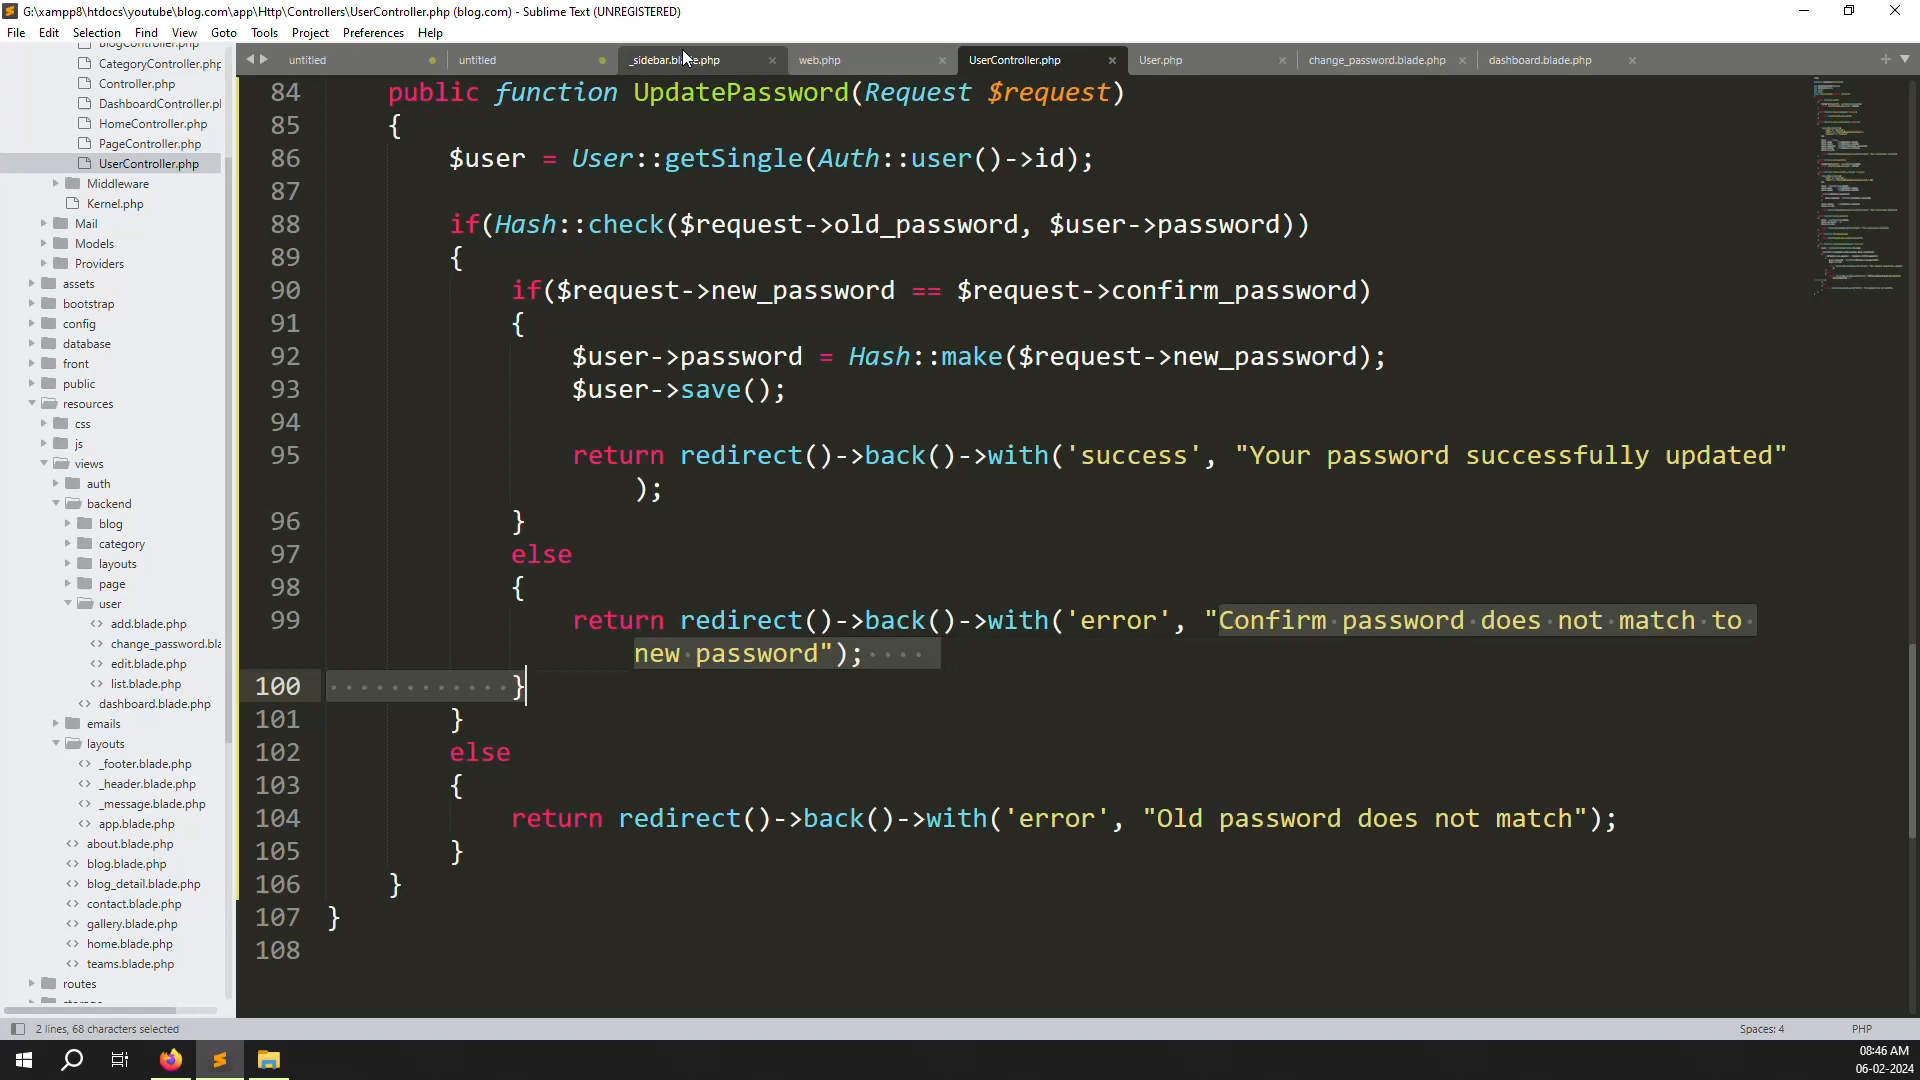 G:\xampp8\htdocs\youtube\blog.com\app\Http\Controllers\UserController.php (blog.com) - Sublime Text (UNREGISTERED)
File Edit Selection Find View Goto Tools Project Preferences Help
untitled untitled _sidebar.blade.php web.php UserController.php User.php change_password.blade.php dashboard.blade.php
BlogController.php
CategoryController.php
Controller.php
DashboardController.pl
HomeController.php
PageController.php
UserController.php
Middleware
Kernel.php
Mail
Models
Providers
assets
bootstrap
config
database
front
public
resources
css
js
views
auth
backend
blog
category
layouts
page
user
add.blade.php
change_password.bla
edit.blade.php
list.blade.php
dashboard.blade.php
emails
layouts
_footer.blade.php
_header.blade.php
_message.blade.php
app.blade.php
about.blade.php
blog.blade.php
blog_detail.blade.php
contact.blade.php
gallery.blade.php
home.blade.php
teams.blade.php
routes
84 public function UpdatePassword(Request $request)
85 {
86 $user = User::getSingle(Auth::user()->id);
87
88 if(Hash::check($request->old_password, $user->password))
89 {
90 if($request->new_password == $request->confirm_password)
91 {
92 $user->password = Hash::make($request->new_password);
93 $user->save();
94
95 return redirect()->back()->with('success', "Your password successfully updated"
);
96 }
97 else
98 {
99 return redirect()->back()->with('error', "Confirm password does not match to
new password");
100 }
101 }
102 else
103 {
104 return redirect()->back()->with('error', "Old password does not match");
105 }
106 }
107 }
108
2 lines, 68 characters selected Spaces: 4 PHP
08:46 AM
06-02-2024